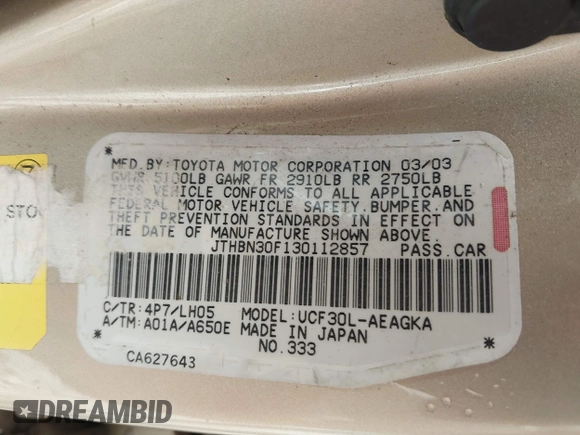 MFD. BY: TOYOTA MOTOR CORPORATION 03/03
GVWR 5100LB GAWR FR 2910LB RR 2750LB
THIS VEHICLE CONFORMS TO ALL APPLICABLE
FEDERAL MOTOR VEHICLE SAFETY. BUMPER. AND
THEFT PREVENTION STANDARDS IN EFFECT ON
THE DATE OF MANUFACTURE SHOWN ABOVE.
JTHBN30F130112857 PASS. CAR
C/TR: 4P7/LH05 MODEL: UCF30L-AEAGKA
A/TM: A01A/A650E MADE IN JAPAN
NO. 333
CA627643
STO
DREAMBID